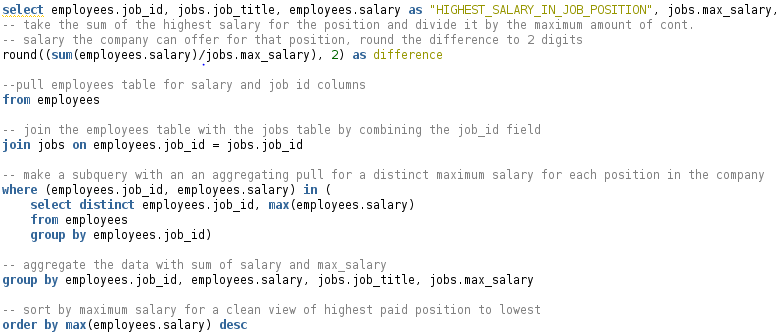 select employees.job_id, jobs.job_title, employees.salary as "HIGHEST_SALARY_IN_JOB_POSITION", jobs.max_salary,
-- take the sum of the highest salary for the position and divide it by the maximum amount of cont.
-- salary the company can offer for that position, round the difference to 2 digits
round((sum(employees.salary)/jobs.max_salary), 2) as difference
--pull employees table for salary and job id columns
from employees
-- join the employees table with the jobs table by combining the job_id field
join jobs on employees.job_id = jobs.job_id
-- make a subquery with an an aggregating pull for a distinct maximum salary for each position in the company
where (employees.job_id, employees.salary) in (
select distinct employees.job_id, max(employees.salary)
from employees
group by employees.job_id)
-- aggregate the data with sum of salary and max_salary
group by employees.job_id, employees.salary, jobs.job_title, jobs.max_salary
-- sort by maximum salary for a clean view of highest paid position to lowest
order by max(employees.salary) desc